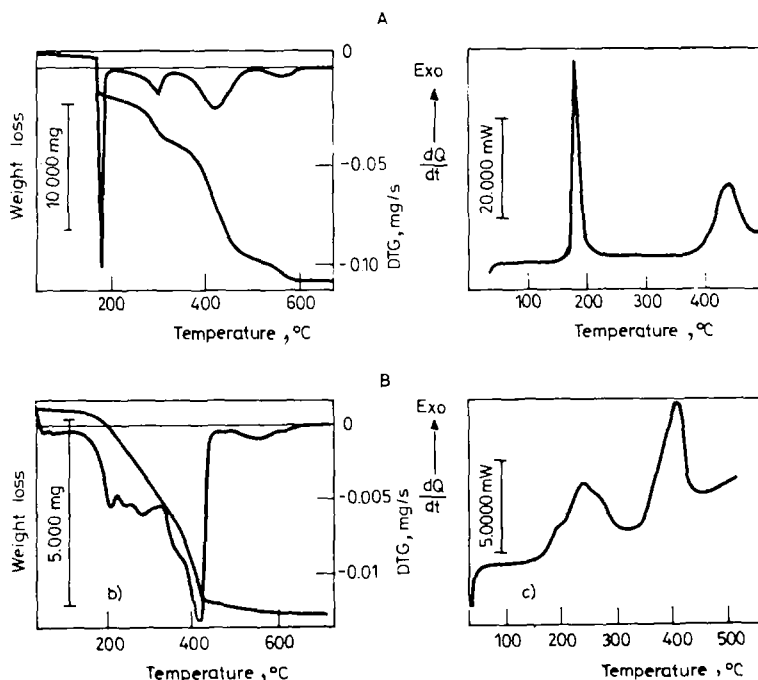 A
Weight loss
10.000 mg
0
-0.05
-0.10
DTG, mg/s
200 400 600
Temperature , °C
Exo
dQ
dt
20.000 mW
100 200 300 400
Temperature , °C
B
Weight loss
5.000 mg
b)
0
-0.005
-0.01
DTG, mg/s
200 400 600
Temperature , °C
Exo
dQ
dt
5.0000 mW
c)
100 200 300 400 500
Temperature , °C